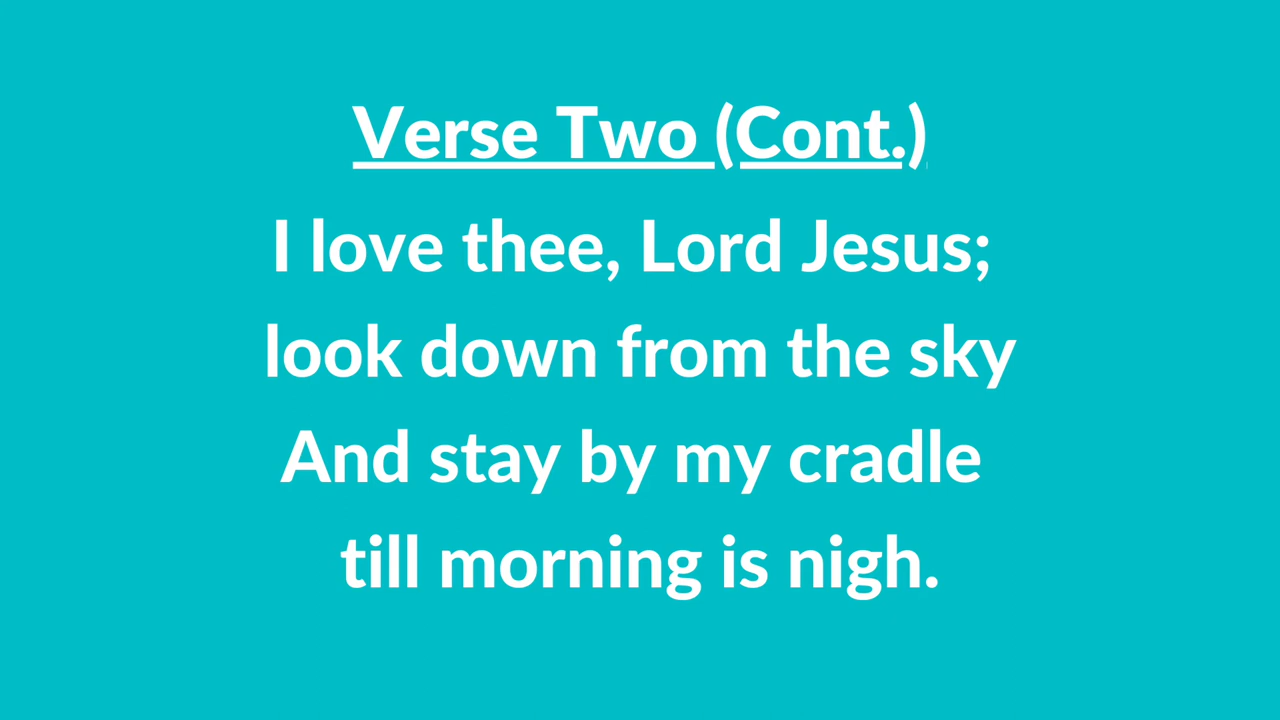 Verse Two (Cont.)
I love thee, Lord Jesus;
look down from the sky
And stay by my cradle
till morning is nigh.